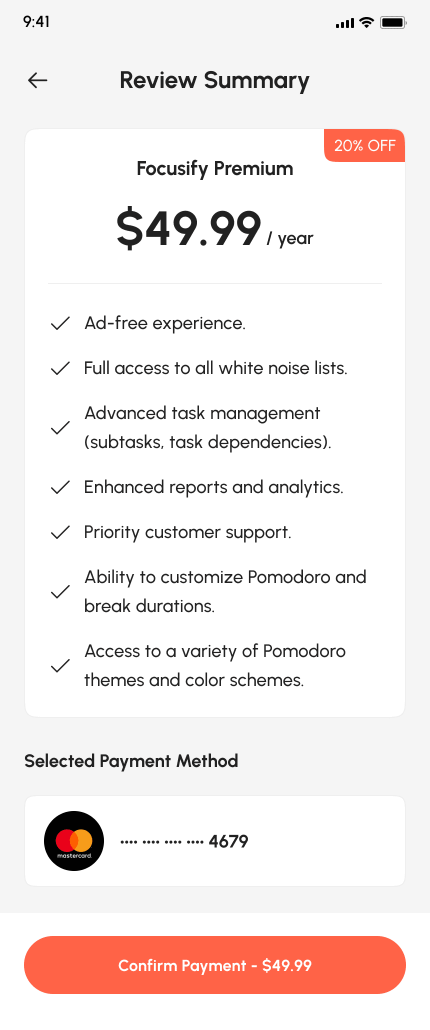 9:41
Review Summary
20% OFF
Focusify Premium
$49.99 / year
Ad-free experience.
Full access to all white noise lists.
Advanced task management
(subtasks, task dependencies).
Enhanced reports and analytics.
Priority customer support.
Ability to customize Pomodoro and
break durations.
Access to a variety of Pomodoro
themes and color schemes.
Selected Payment Method
mastercard.
•••• •••• •••• •••• 4679
Confirm Payment - $49.99